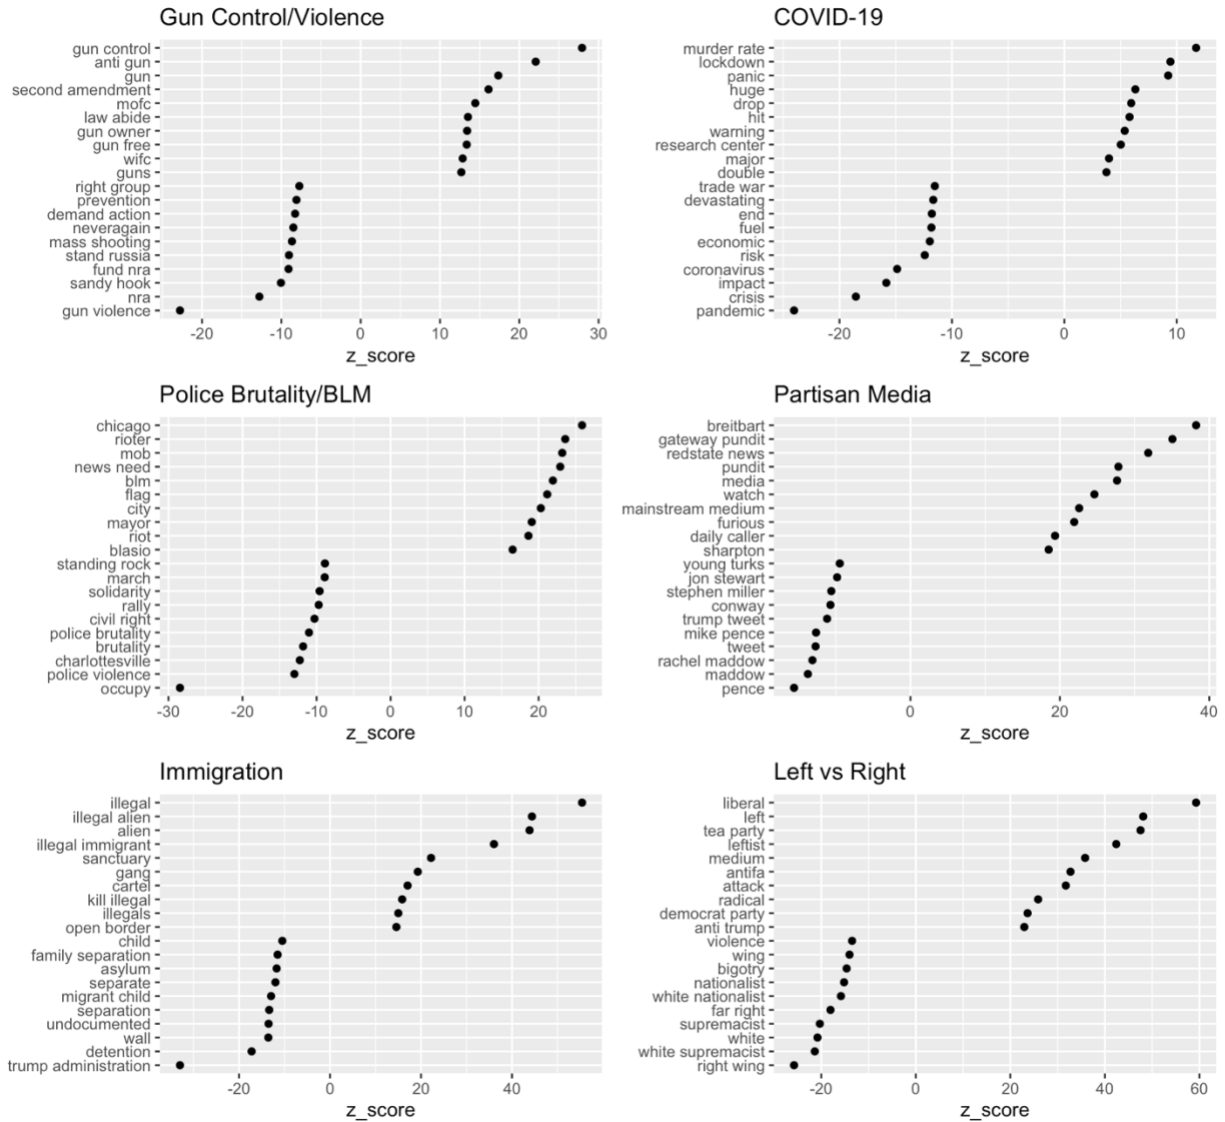 Gun Control/Violence
gun control
anti gun
gun
second amendment
mofc
law abide
gun owner
gun free
wifc
guns
right group
prevention
demand action
neveragain
mass shooting
stand russia
fund nra
sandy hook
nra
gun violence
-20 -10 0 10 20 30
z_score
COVID-19
murder rate
lockdown
panic
huge
drop
hit
warning
research center
major
double
trade war
devastating
end
fuel
economic
risk
coronavirus
impact
crisis
pandemic
-20 -10 0 10
z_score
Police Brutality/BLM
chicago
rioter
mob
news need
blm
flag
city
mayor
riot
blasio
standing rock
march
solidarity
rally
civil right
police brutality
brutality
charlottesville
police violence
occupy
-30 -20 -10 0 10 20
z_score
Partisan Media
breitbart
gateway pundit
redstate news
pundit
media
watch
mainstream medium
furious
daily caller
sharpton
young turks
jon stewart
stephen miller
conway
trump tweet
mike pence
tweet
rachel maddow
maddow
pence
0 20 40
z_score
Immigration
illegal
illegal alien
alien
illegal immigrant
sanctuary
gang
cartel
kill illegal
illegals
open border
child
family separation
asylum
separate
migrant child
separation
undocumented
wall
detention
trump administration
-20 0 20 40
z_score
Left vs Right
liberal
left
tea party
leftist
medium
antifa
attack
radical
democrat party
anti trump
violence
wing
bigotry
nationalist
white nationalist
far right
supremacist
white
white supremacist
right wing
-20 0 20 40 60
z_score